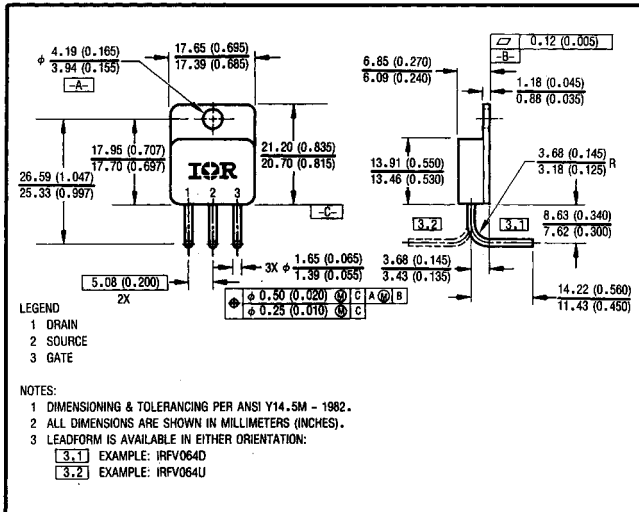 φ 4.19 (0.165)
3.94 (0.155)
-A-
17.65 (0.695)
17.39 (0.685)
6.85 (0.270)
6.09 (0.240)
⏥ 0.12 (0.005)
-B-
1.18 (0.045)
0.88 (0.035)
26.59 (1.047)
25.33 (0.997)
17.95 (0.707)
17.70 (0.697)
IOR
1 2 3
21.20 (0.835)
20.70 (0.815)
-C-
13.91 (0.550)
13.46 (0.530)
3.68 (0.145) R
3.18 (0.125)
3.2
3.1
8.63 (0.340)
7.62 (0.300)
5.08 (0.200)
2X
3X φ 1.65 (0.065)
1.39 (0.055)
3.68 (0.145)
3.43 (0.135)
14.22 (0.560)
11.43 (0.450)
⌖ φ 0.50 (0.020) Ⓜ C A Ⓜ B
φ 0.25 (0.010) Ⓜ C
LEGEND
1 DRAIN
2 SOURCE
3 GATE
NOTES:
1 DIMENSIONING & TOLERANCING PER ANSI Y14.5M - 1982.
2 ALL DIMENSIONS ARE SHOWN IN MILLIMETERS (INCHES).
3 LEADFORM IS AVAILABLE IN EITHER ORIENTATION:
3.1 EXAMPLE: IRFV064D
3.2 EXAMPLE: IRFV064U